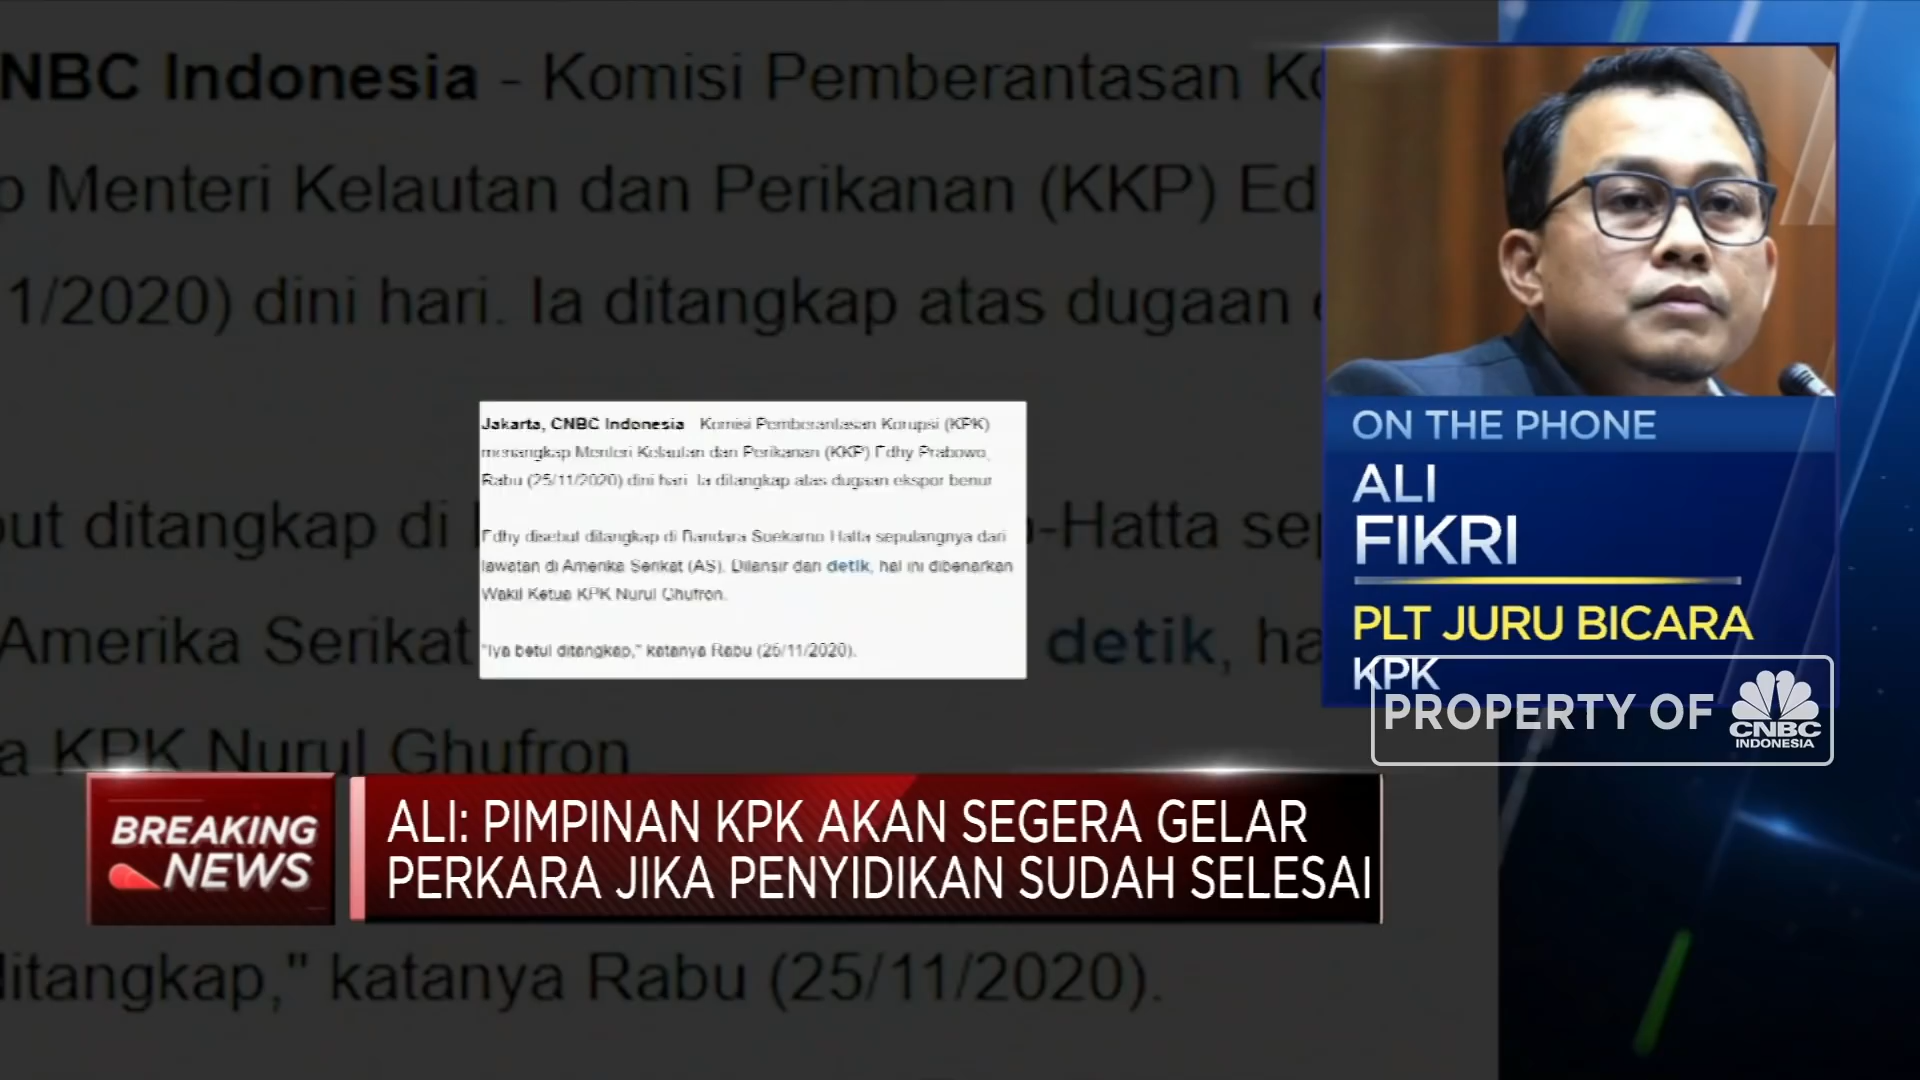 NBC Indonesia - Komisi Pemberantasan Ko
p Menteri Kelautan dan Perikanan (KKP) Ed
1/2020) dini hari. Ia ditangkap atas dugaan
but ditangkap di
-Hatta sep
Amerika Serikat
detik, ha
a KPK Nurul Ghufron
ditangkap," katanya Rabu (25/11/2020).
Jakarta, CNBC Indonesia - Komisi Pemberantasan Korupsi (KPK)
menangkap Menteri Kelautan dan Perikanan (KKP) Edhy Prabowo,
Rabu (25/11/2020) dini hari. Ia ditangkap atas dugaan ekspor benur
Edhy disebut ditangkap di Bandara Soekarno-Hatta sepulangnya dari
lawatan di Amerika Serikat (AS). Dilansir dari detik, hal ini dibenarkan
Wakil Ketua KPK Nurul Ghufron.
"Iya betul ditangkap," katanya Rabu (25/11/2020).
ON THE PHONE
ALI
FIKRI
PLT JURU BICARA
KPK
PROPERTY OF
CNBC
INDONESIA
BREAKING
NEWS
ALI: PIMPINAN KPK AKAN SEGERA GELAR
PERKARA JIKA PENYIDIKAN SUDAH SELESAI